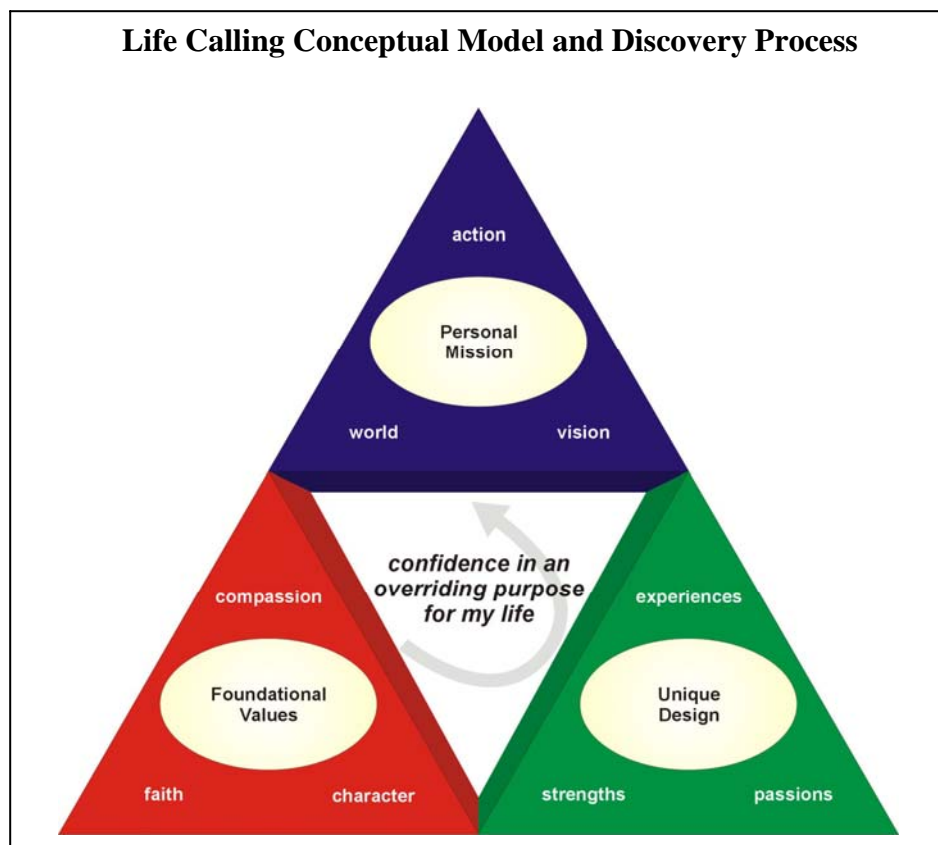 Life Calling Conceptual Model and Discovery Process
action
Personal
Mission
world vision
confidence in an
overriding purpose
for my life
compassion
Foundational
Values
faith character
experiences
Unique
Design
strengths passions